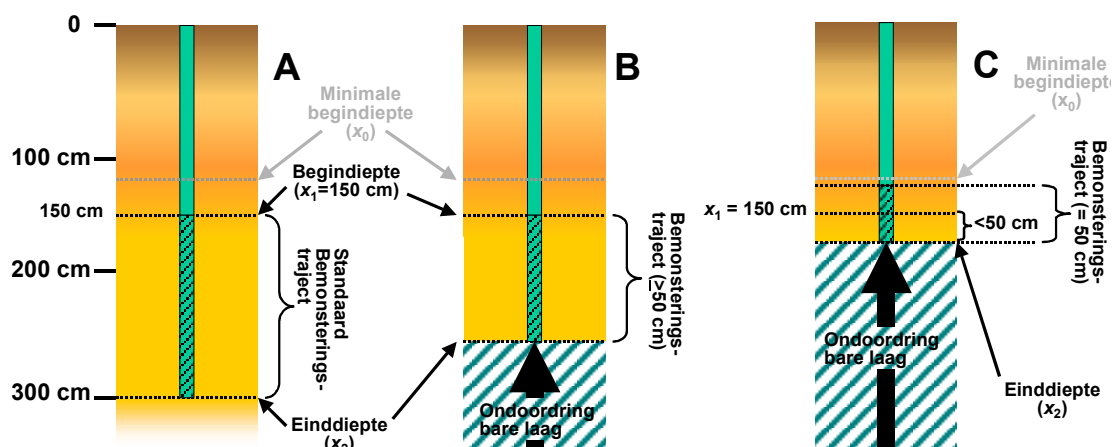 0
100 cm
150 cm
200 cm
300 cm
A
Minimale
begindiepte
(x₀)
Begindiepte
(x₁=150 cm)
Standaard
Bemonsterings-
traject
Einddiepte
(x₂)
B
Bemonsterings-
traject (≥50 cm)
Ondoordring
bare laag
C
Minimale
begindiepte
(x₀)
x₁ = 150 cm
<50 cm
Bemonsterings-
traject (= 50 cm)
Ondoordring
bare laag
Einddiepte
(x₂)